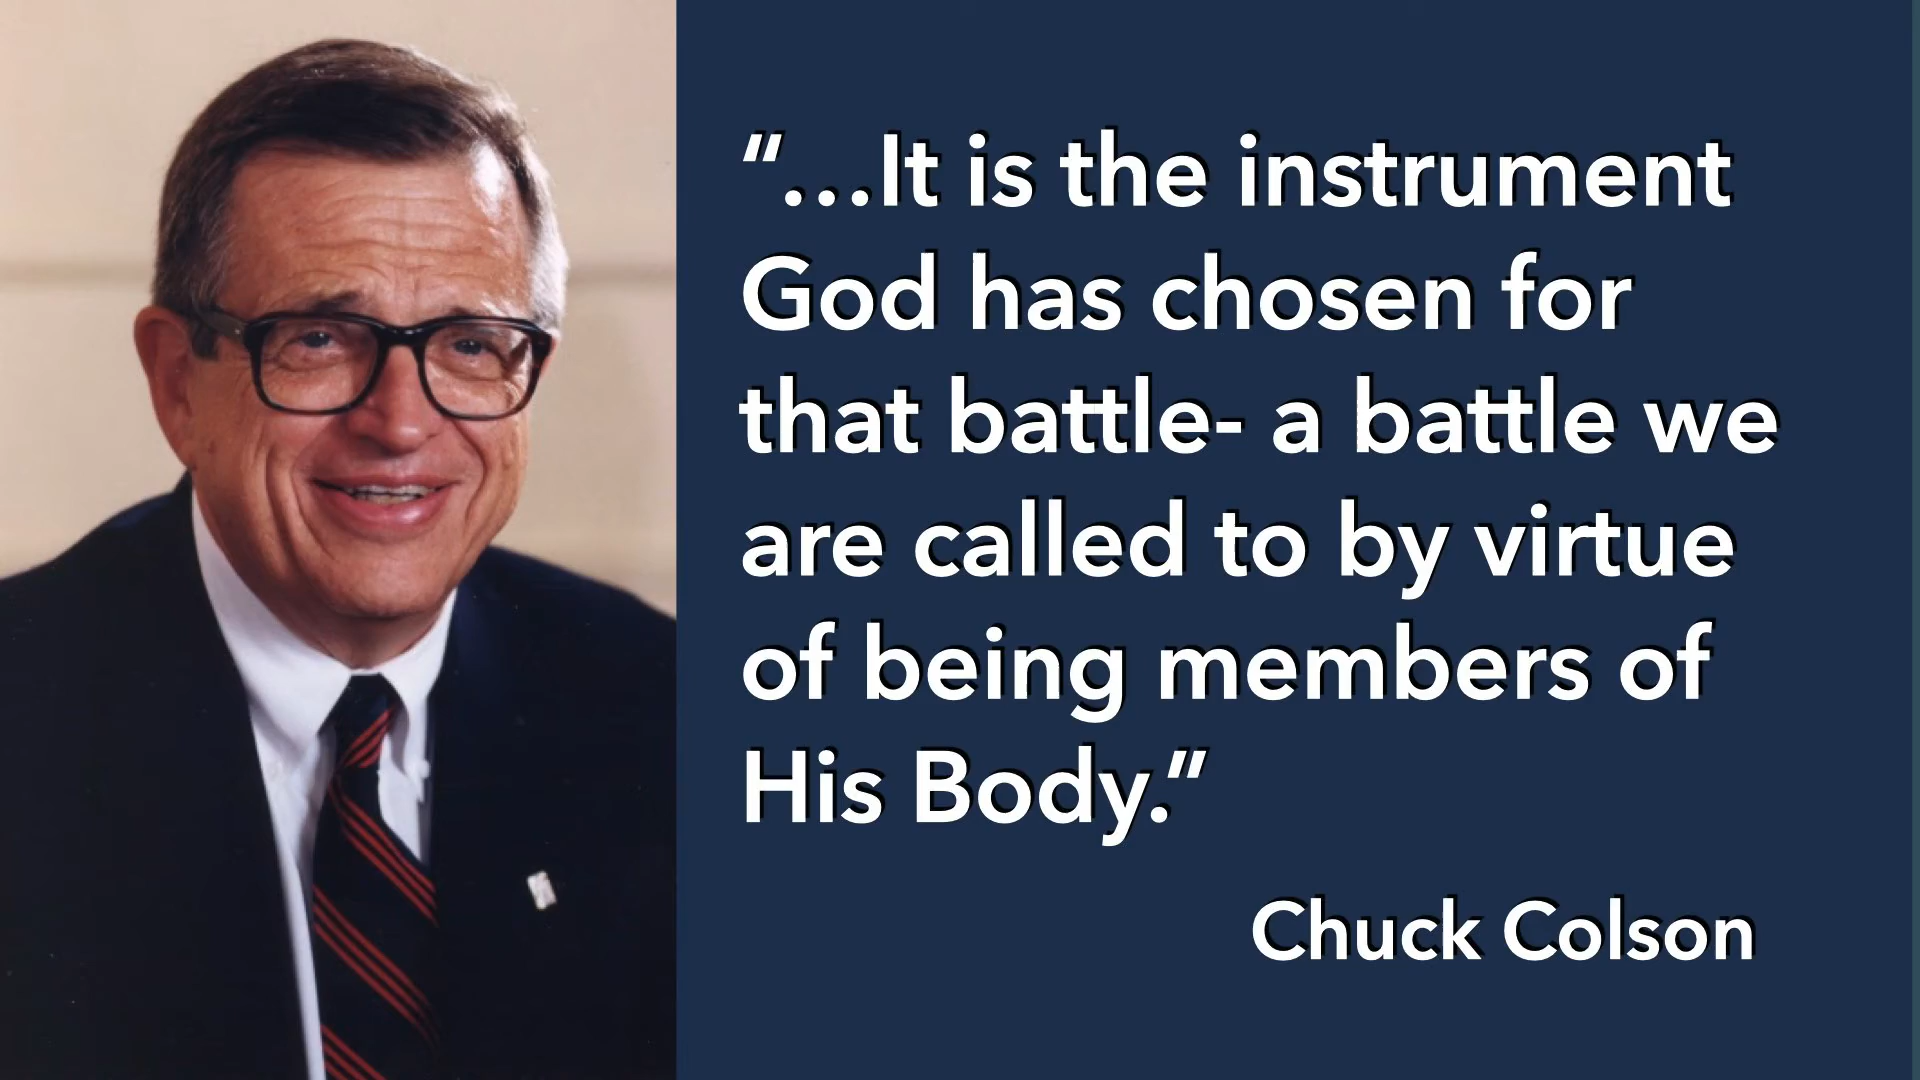 “...It is the instrument
God has chosen for
that battle- a battle we
are called to by virtue
of being members of
His Body.”
Chuck Colson